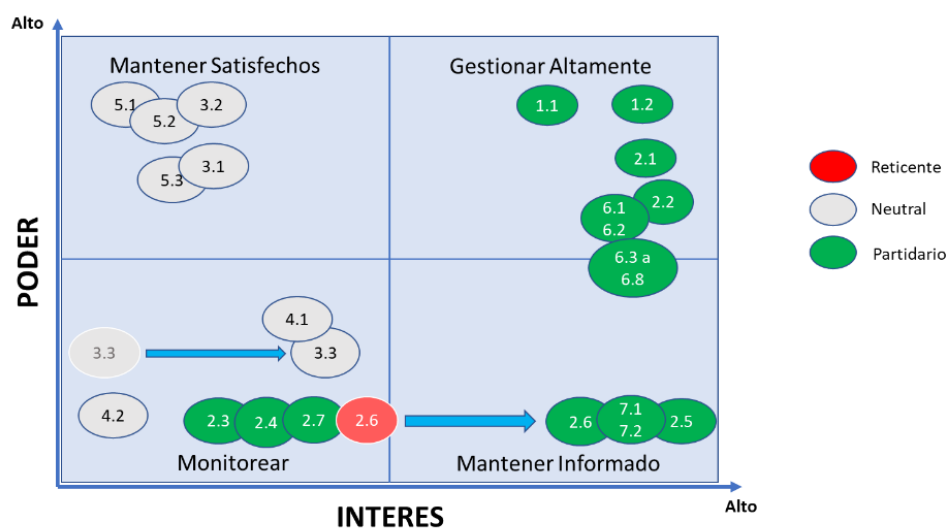 Alto
Mantener Satisfechos
Gestionar Altamente
5.1
5.2
3.2
5.3
3.1
1.1
1.2
2.1
2.2
6.1
6.2
6.3 a
6.8
Reticente
Neutral
Partidario
PODER
3.3
4.1
3.3
4.2
2.3
2.4
2.7
2.6
2.6
7.1
7.2
2.5
Monitorear
Mantener Informado
INTERES
Alto